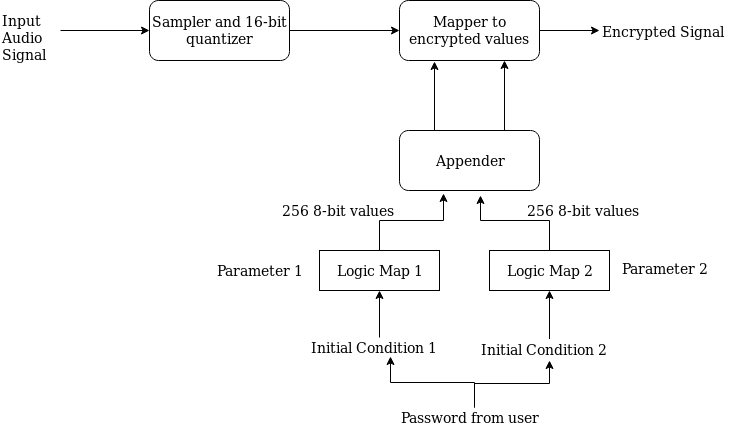 Input
Audio
Signal
Sampler and 16-bit
quantizer
Mapper to
encrypted values
Encrypted Signal
Appender
256 8-bit values
256 8-bit values
Parameter 1
Logic Map 1
Logic Map 2
Parameter 2
Initial Condition 1
Initial Condition 2
Password from user